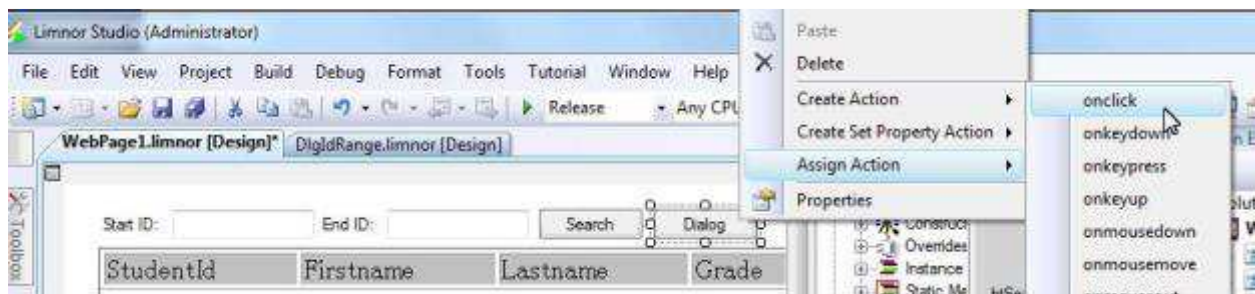 Limnor Studio (Administrator)
File Edit View Project Build Debug Format Tools Tutorial Window Help
Release Any CPU
WebPage1.limnor [Design]* DlgIdRange.limnor [Design]
Toolbox
Start ID: End ID: Search Dialog
StudentId Firstname Lastname Grade
Paste
Delete
Create Action
Create Set Property Action
Assign Action
Properties
onclick
onkeydown
onkeypress
onkeyup
onmousedown
onmousemove
Overrides
Instance